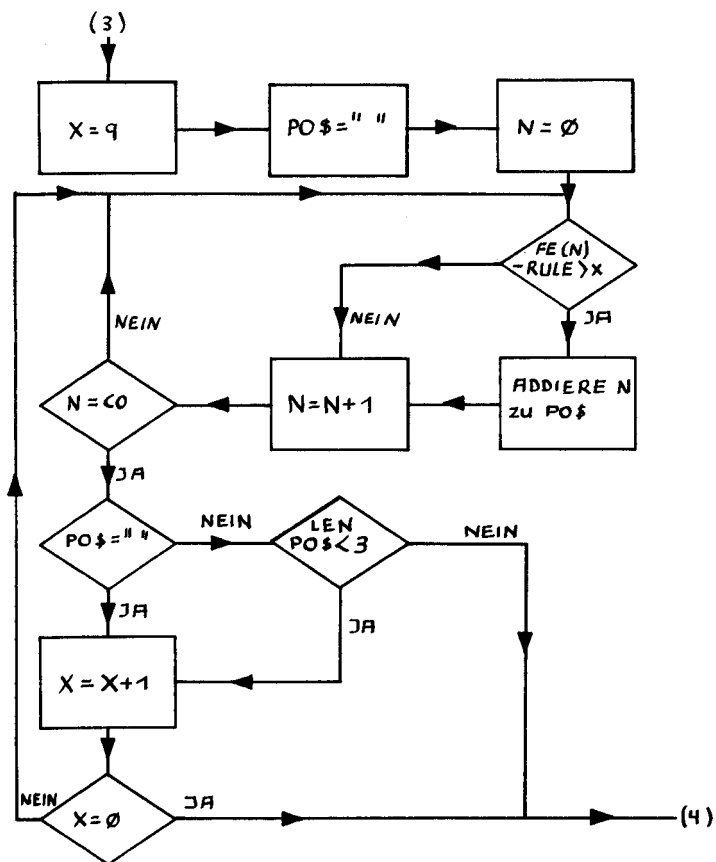 (3)
X = 9
PO$ = " "
N = Ø
FE(N)
-RULE > X
NEIN
JA
NEIN
N = CO
N = N + 1
ADDIERE N
zu PO$
JA
PO$ = " "
NEIN
LEN
PO$ < 3
NEIN
JA
JA
X = X + 1
NEIN
X = Ø
JA
(4)